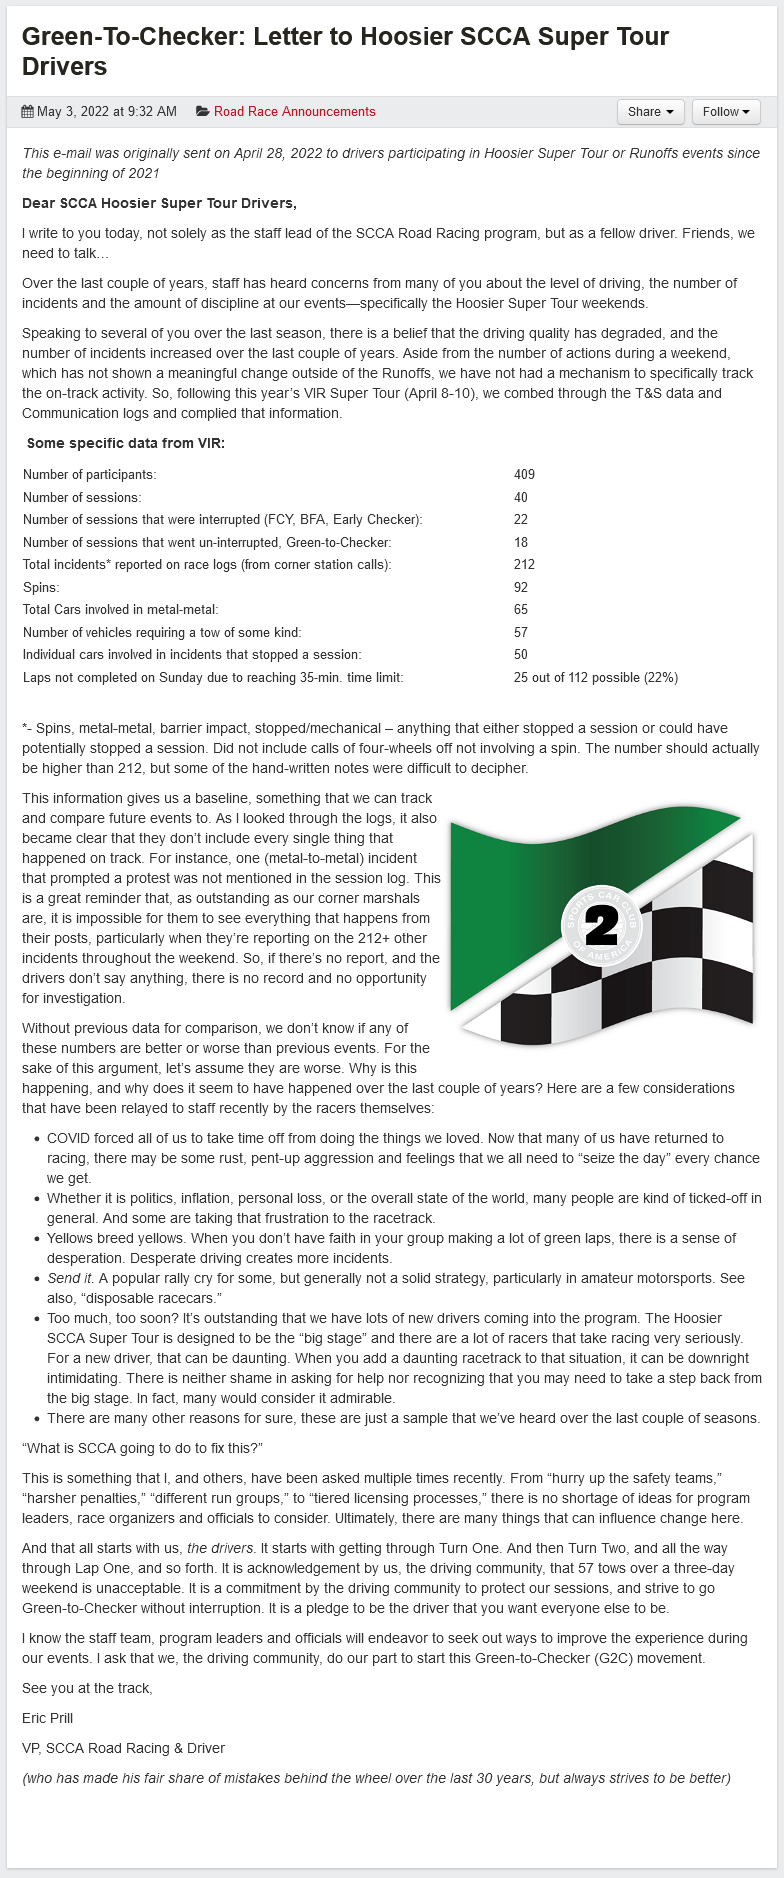 Green-To-Checker: Letter to Hoosier SCCA Super Tour
Drivers
May 3, 2022 at 9:32 AM Road Race Announcements Share Follow
This e-mail was originally sent on April 28, 2022 to drivers participating in Hoosier Super Tour or Runoffs events since
the beginning of 2021
Dear SCCA Hoosier Super Tour Drivers,
I write to you today, not solely as the staff lead of the SCCA Road Racing program, but as a fellow driver. Friends, we
need to talk…
Over the last couple of years, staff has heard concerns from many of you about the level of driving, the number of
incidents and the amount of discipline at our events—specifically the Hoosier Super Tour weekends.
Speaking to several of you over the last season, there is a belief that the driving quality has degraded, and the
number of incidents increased over the last couple of years. Aside from the number of actions during a weekend,
which has not shown a meaningful change outside of the Runoffs, we have not had a mechanism to specifically track
the on-track activity. So, following this year’s VIR Super Tour (April 8-10), we combed through the T&S data and
Communication logs and complied that information.
Some specific data from VIR:
Number of participants: 409
Number of sessions: 40
Number of sessions that were interrupted (FCY, BFA, Early Checker): 22
Number of sessions that went un-interrupted, Green-to-Checker: 18
Total incidents* reported on race logs (from corner station calls): 212
Spins: 92
Total Cars involved in metal-metal: 65
Number of vehicles requiring a tow of some kind: 57
Individual cars involved in incidents that stopped a session: 50
Laps not completed on Sunday due to reaching 35-min. time limit: 25 out of 112 possible (22%)
*- Spins, metal-metal, barrier impact, stopped/mechanical – anything that either stopped a session or could have
potentially stopped a session. Did not include calls of four-wheels off not involving a spin. The number should actually
be higher than 212, but some of the hand-written notes were difficult to decipher.
This information gives us a baseline, something that we can track
and compare future events to. As I looked through the logs, it also
became clear that they don’t include every single thing that
happened on track. For instance, one (metal-to-metal) incident
that prompted a protest was not mentioned in the session log. This
is a great reminder that, as outstanding as our corner marshals
are, it is impossible for them to see everything that happens from
their posts, particularly when they’re reporting on the 212+ other
incidents throughout the weekend. So, if there’s no report, and the
drivers don’t say anything, there is no record and no opportunity
for investigation.
SPORTS CAR CLUB
2
OF AMERICA
Without previous data for comparison, we don’t know if any of
these numbers are better or worse than previous events. For the
sake of this argument, let’s assume they are worse. Why is this
happening, and why does it seem to have happened over the last couple of years? Here are a few considerations
that have been relayed to staff recently by the racers themselves:
• COVID forced all of us to take time off from doing the things we loved. Now that many of us have returned to
racing, there may be some rust, pent-up aggression and feelings that we all need to “seize the day” every chance
we get.
• Whether it is politics, inflation, personal loss, or the overall state of the world, many people are kind of ticked-off in
general. And some are taking that frustration to the racetrack.
• Yellows breed yellows. When you don’t have faith in your group making a lot of green laps, there is a sense of
desperation. Desperate driving creates more incidents.
• Send it. A popular rally cry for some, but generally not a solid strategy, particularly in amateur motorsports. See
also, “disposable racecars.”
• Too much, too soon? It’s outstanding that we have lots of new drivers coming into the program. The Hoosier
SCCA Super Tour is designed to be the “big stage” and there are a lot of racers that take racing very seriously.
For a new driver, that can be daunting. When you add a daunting racetrack to that situation, it can be downright
intimidating. There is neither shame in asking for help nor recognizing that you may need to take a step back from
the big stage. In fact, many would consider it admirable.
• There are many other reasons for sure, these are just a sample that we’ve heard over the last couple of seasons.
“What is SCCA going to do to fix this?”
This is something that I, and others, have been asked multiple times recently. From “hurry up the safety teams,”
“harsher penalties,” “different run groups,” to “tiered licensing processes,” there is no shortage of ideas for program
leaders, race organizers and officials to consider. Ultimately, there are many things that can influence change here.
And that all starts with us, the drivers. It starts with getting through Turn One. And then Turn Two, and all the way
through Lap One, and so forth. It is acknowledgement by us, the driving community, that 57 tows over a three-day
weekend is unacceptable. It is a commitment by the driving community to protect our sessions, and strive to go
Green-to-Checker without interruption. It is a pledge to be the driver that you want everyone else to be.
I know the staff team, program leaders and officials will endeavor to seek out ways to improve the experience during
our events. I ask that we, the driving community, do our part to start this Green-to-Checker (G2C) movement.
See you at the track,
Eric Prill
VP, SCCA Road Racing & Driver
(who has made his fair share of mistakes behind the wheel over the last 30 years, but always strives to be better)